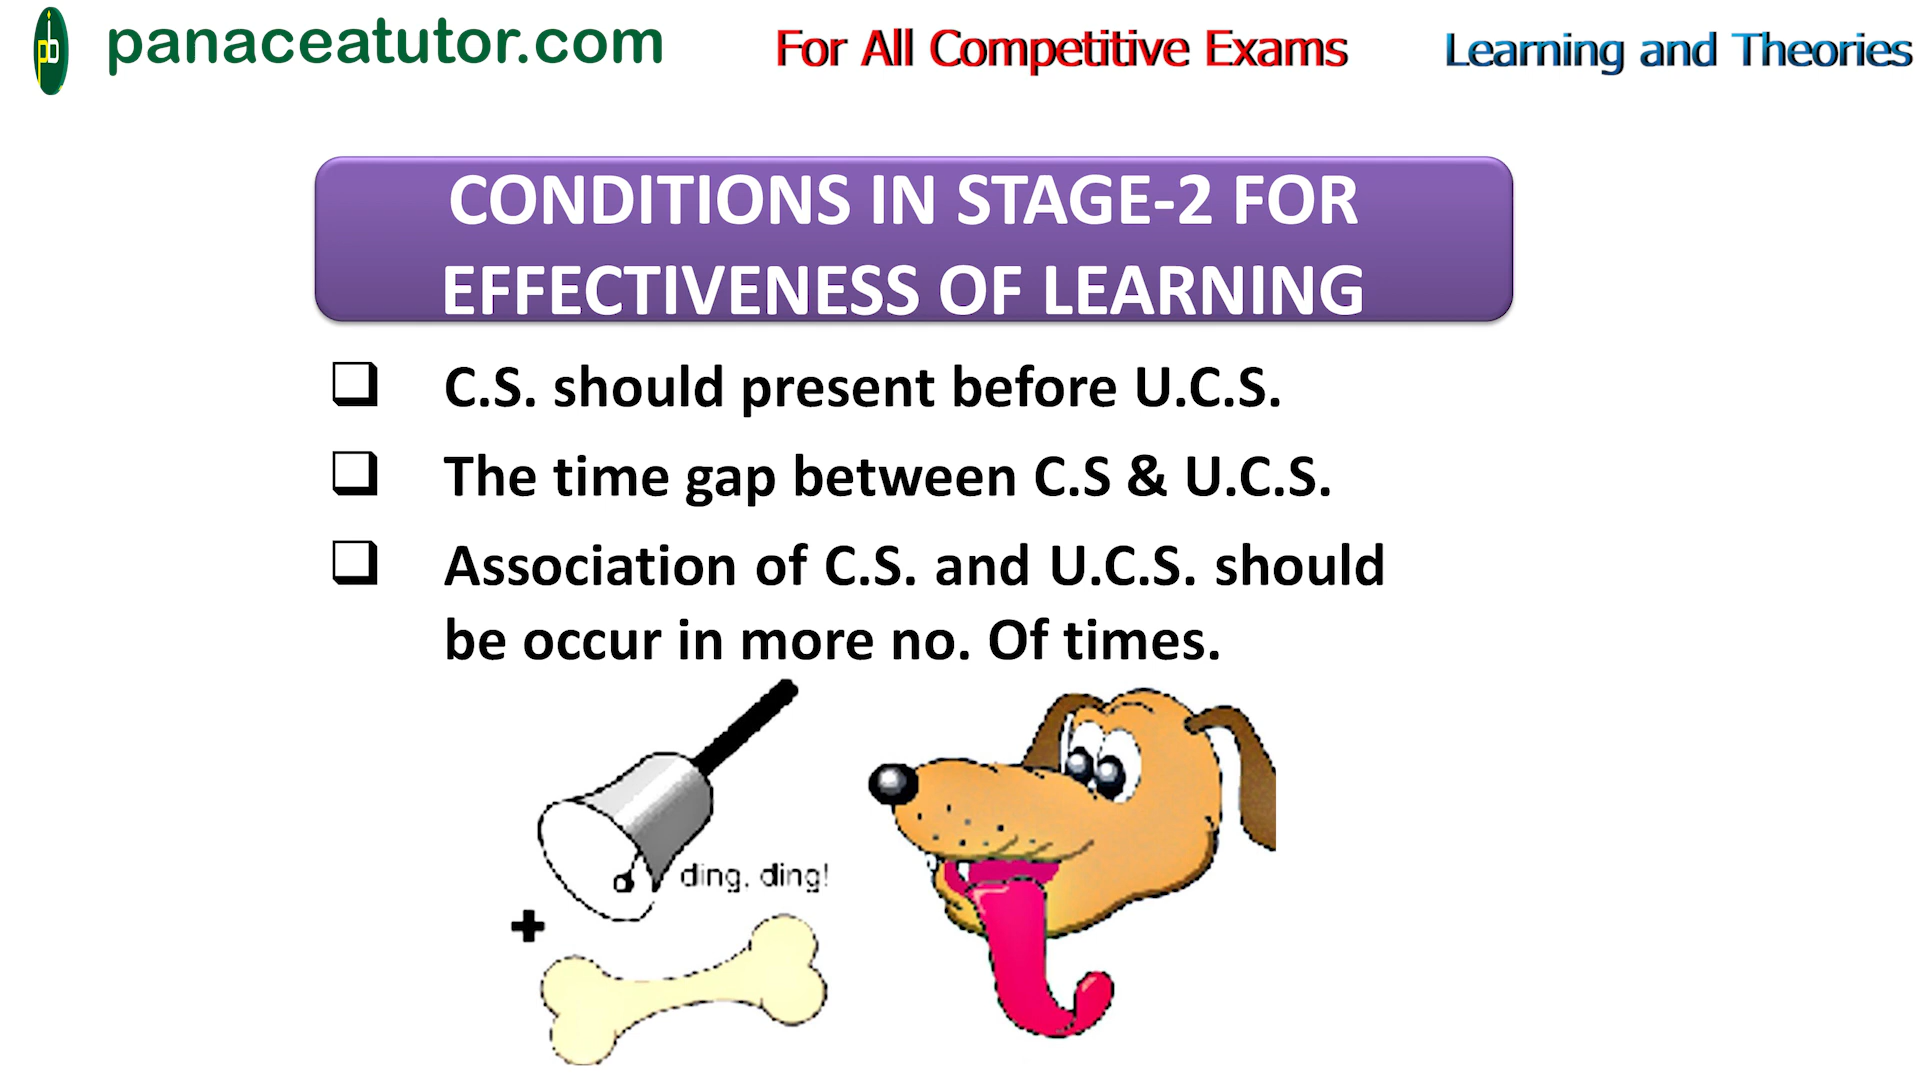 pb panaceatutor.com For All Competitive Exams Learning and Theories
CONDITIONS IN STAGE-2 FOR
EFFECTIVENESS OF LEARNING
C.S. should present before U.C.S.
The time gap between C.S & U.C.S.
Association of C.S. and U.C.S. should
be occur in more no. Of times.
ding, ding!
+